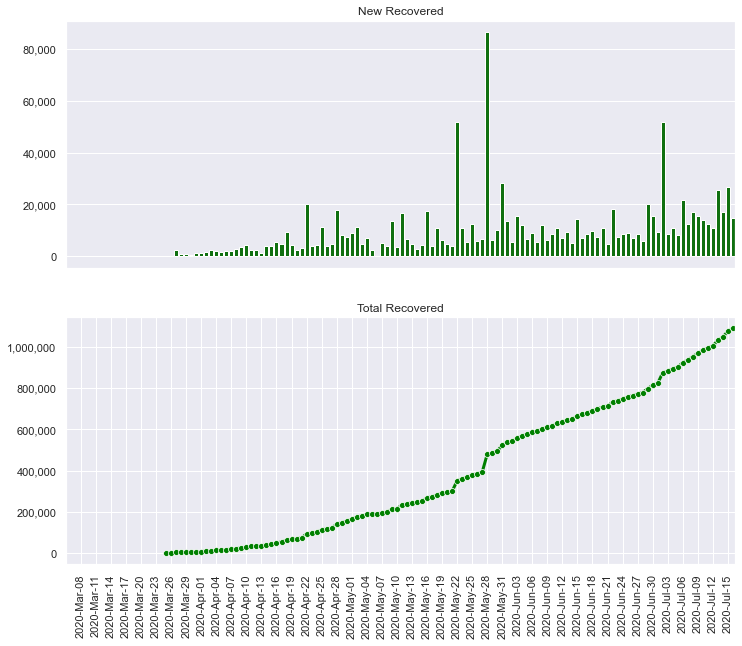 New Recovered
80,000
60,000
40,000
20,000
0
Total Recovered
1,000,000
800,000
600,000
400,000
200,000
0
2020-Mar-08
2020-Mar-11
2020-Mar-14
2020-Mar-17
2020-Mar-20
2020-Mar-23
2020-Mar-26
2020-Mar-29
2020-Apr-01
2020-Apr-04
2020-Apr-07
2020-Apr-10
2020-Apr-13
2020-Apr-16
2020-Apr-19
2020-Apr-22
2020-Apr-25
2020-Apr-28
2020-May-01
2020-May-04
2020-May-07
2020-May-10
2020-May-13
2020-May-16
2020-May-19
2020-May-22
2020-May-25
2020-May-28
2020-May-31
2020-Jun-03
2020-Jun-06
2020-Jun-09
2020-Jun-12
2020-Jun-15
2020-Jun-18
2020-Jun-21
2020-Jun-24
2020-Jun-27
2020-Jun-30
2020-Jul-03
2020-Jul-06
2020-Jul-09
2020-Jul-12
2020-Jul-15